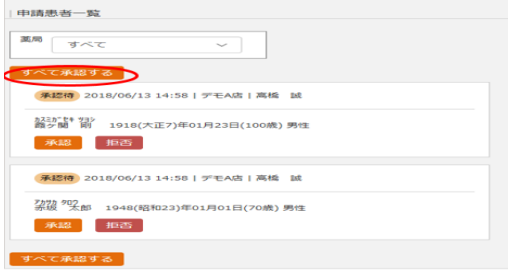 申請患者一覧
薬局 すべて
すべて承認する
承認待 2018/06/13 14:58 | デモA店 | 高橋 誠
カスミガセキ ツヨシ
霞ヶ関 剛 1918(大正7)年01月23日(100歳) 男性
承認 拒否
承認待 2018/06/13 14:58 | デモA店 | 高橋 誠
アカサカ タロウ
赤坂 太郎 1948(昭和23)年01月01日(70歳) 男性
承認 拒否
すべて承認する